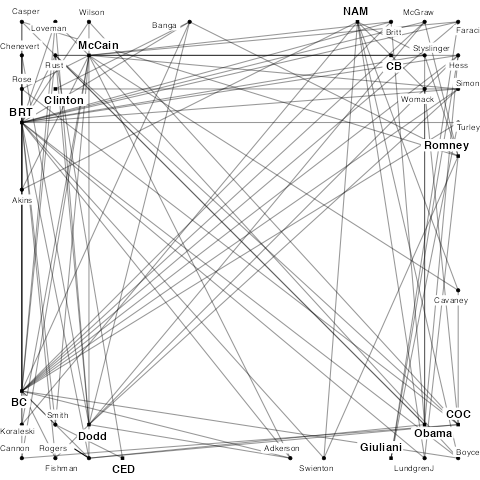 Casper
Wilson
NAM
McGraw
Loveman
Banga
Britt
Faraci
Chenevert
McCain
Styslinger
Rust
CB
Hess
Rose
Simon
Clinton
Womack
BRT
Turley
Romney
Akins
Cavaney
BC
COC
Smith
Koraleski
Dodd
Obama
Cannon
Rogers
Adkerson
Giuliani
Boyce
Fishman
CED
Swienton
LundgrenJ